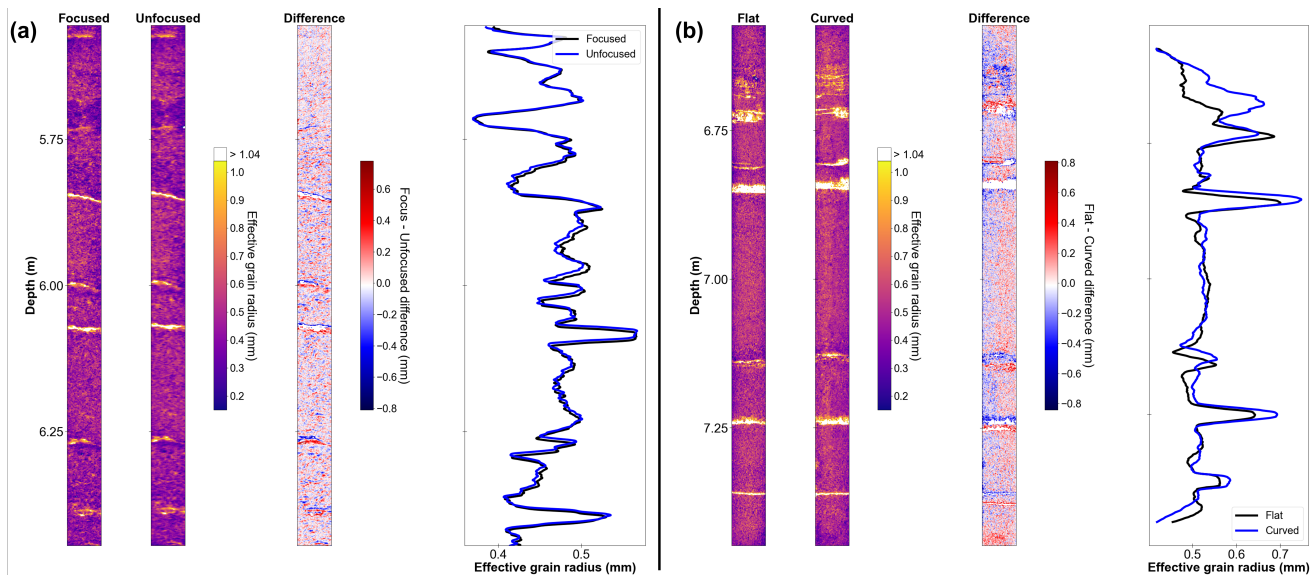 (a)
Focused Unfocused Difference
Focused
Unfocused
5.75
6.00
6.25
Depth (m)
> 1.04
1.0
0.9
0.8
0.7
0.6
0.5
0.4
0.3
0.2
Effective grain radius (mm)
0.6
0.4
0.2
0.0
−0.2
−0.4
−0.6
−0.8
Focus - Unfocused difference (mm)
0.4 0.5
Effective grain radius (mm)
(b)
Flat Curved Difference
6.75
7.00
7.25
Depth (m)
> 1.04
1.0
0.9
0.8
0.7
0.6
0.5
0.4
0.3
0.2
Effective grain radius (mm)
0.8
0.6
0.4
0.2
0.0
−0.2
−0.4
−0.6
−0.8
Flat - Curved difference (mm)
Flat
Curved
0.5 0.6 0.7
Effective grain radius (mm)